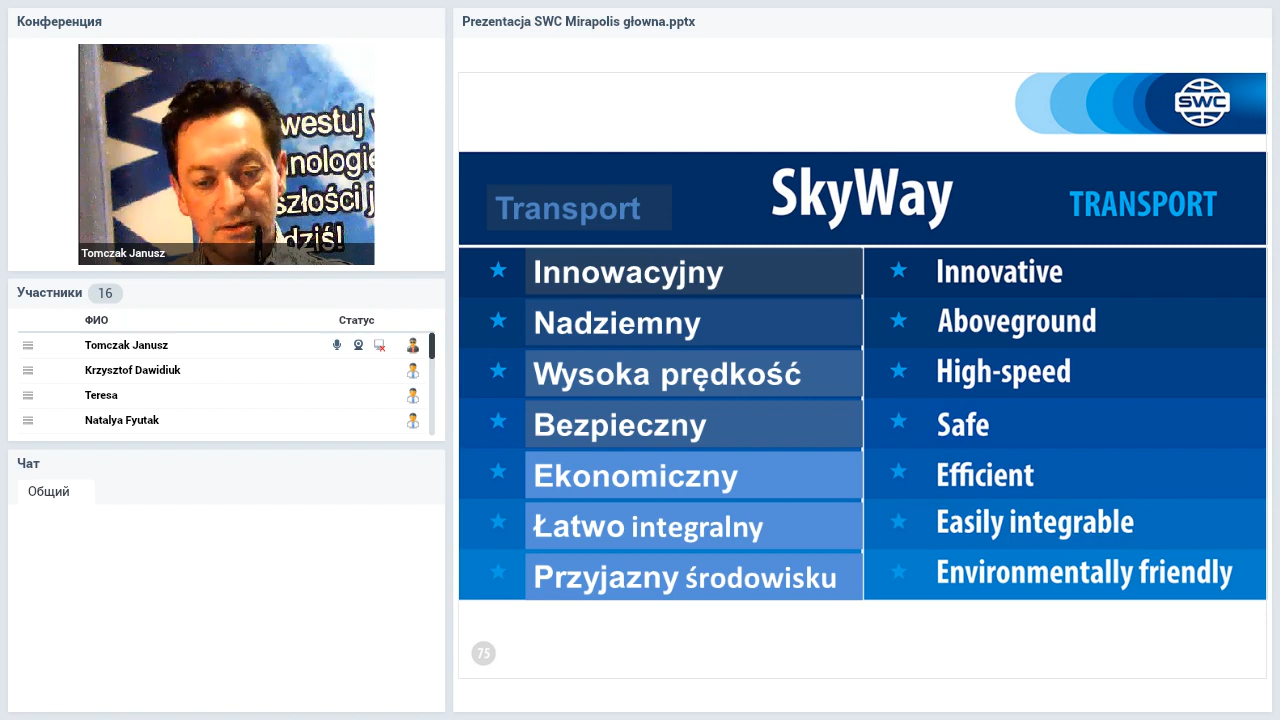 Конференция
westuj
nologie
szłości j
dziś!
Tomczak Janusz
Участники 16
ФИО Статус
Tomczak Janusz
Krzysztof Dawidiuk
Teresa
Natalya Fyutak
Чат
Общий
Prezentacja SWC Mirapolis głowna.pptx
SWC
Transport SkyWay TRANSPORT
Innowacyjny Innovative
Nadziemny Aboveground
Wysoka prędkość High-speed
Bezpieczny Safe
Ekonomiczny Efficient
Łatwo integralny Easily integrable
Przyjazny środowisku Environmentally friendly
75